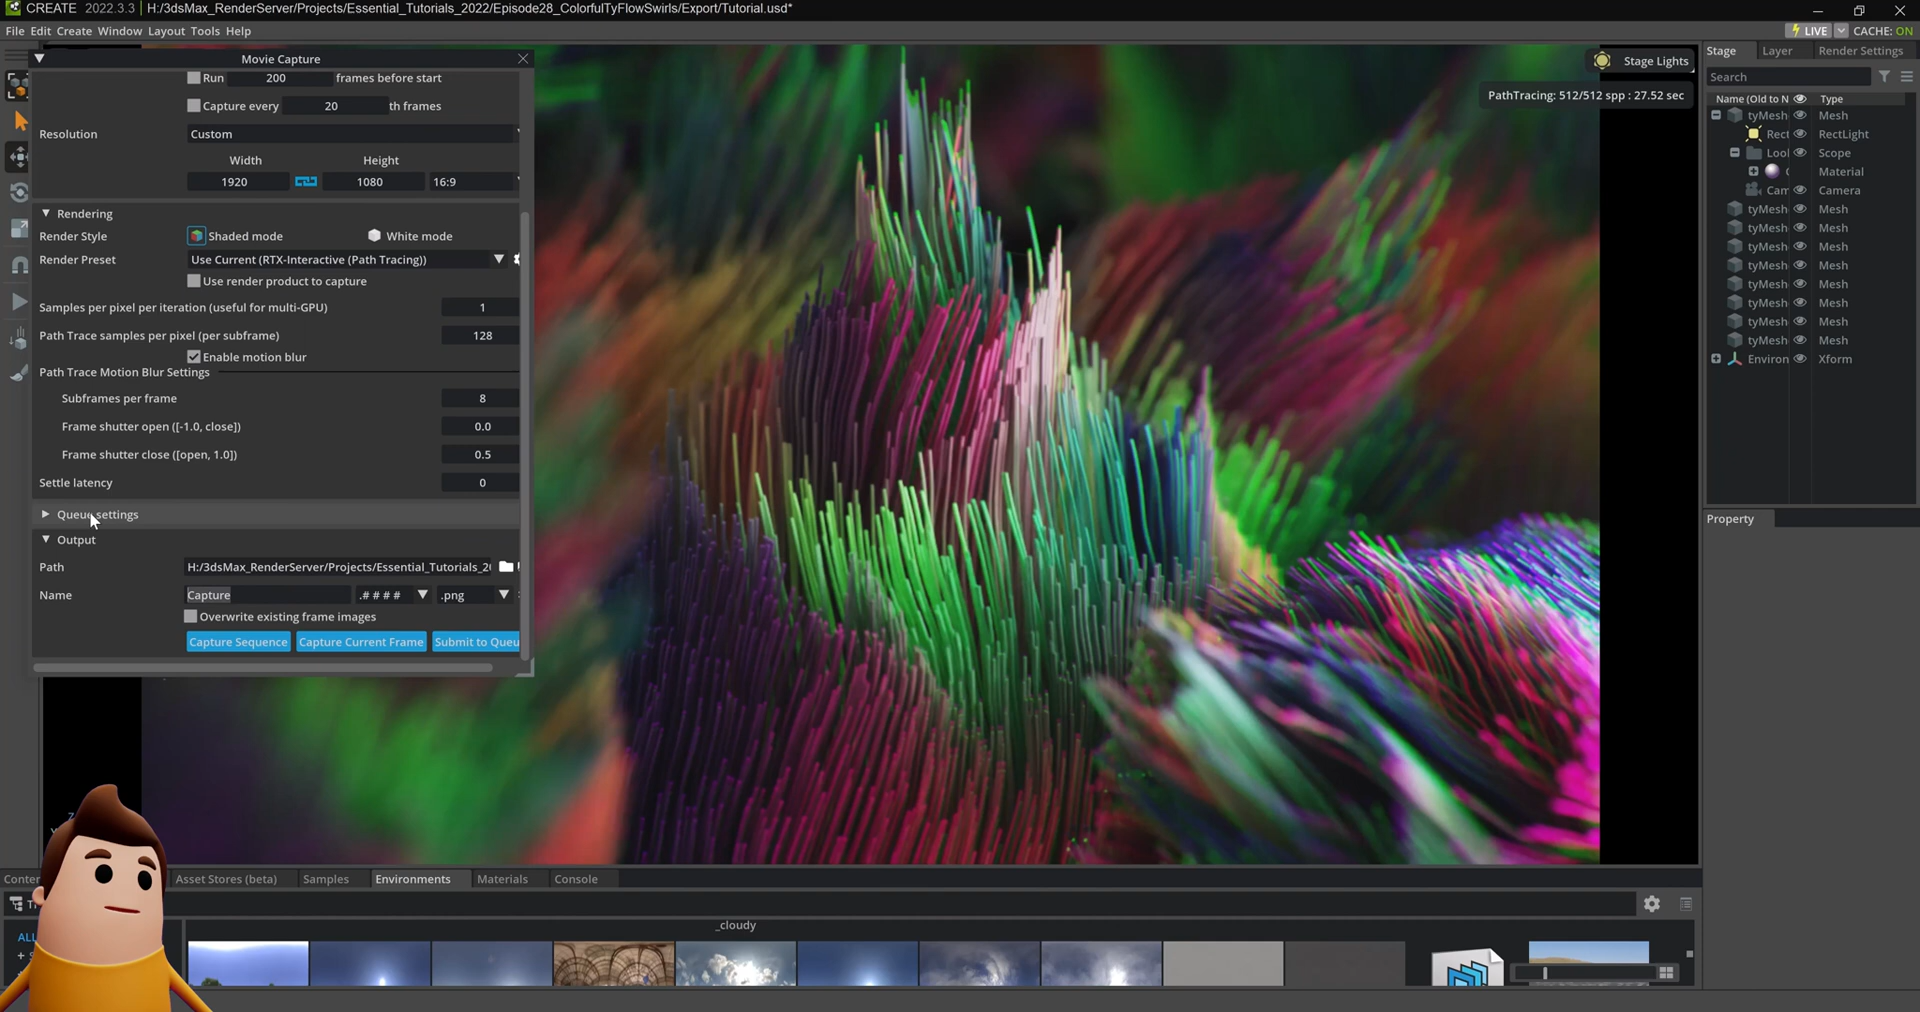 CREATE 2022.3.3 H:/3dsMax_RenderServer/Projects/Essential_Tutorials_2022/Episode28_ColorfulTyFlowSwirls/Export/Tutorial.usd*
File Edit Create Window Layout Tools Help
LIVE CACHE: ON
Movie Capture
Run 200 frames before start
Capture every 20 th frames
Resolution Custom
Width Height
1920 1080 16:9
Rendering
Render Style Shaded mode White mode
Render Preset Use Current (RTX-Interactive (Path Tracing))
Use render product to capture
Samples per pixel per iteration (useful for multi-GPU) 1
Path Trace samples per pixel (per subframe) 128
Enable motion blur
Path Trace Motion Blur Settings
Subframes per frame 8
Frame shutter open ([-1.0, close]) 0.0
Frame shutter close ([open, 1.0]) 0.5
Settle latency 0
Queue settings
Output
Path H:/3dsMax_RenderServer/Projects/Essential_Tutorials_2
Name Capture .#### .png
Overwrite existing frame images
Capture Sequence Capture Current Frame Submit to Queu
Stage Lights
PathTracing: 512/512 spp : 27.52 sec
Stage Layer Render Settings
Search
Name (Old to N Type
tyMesh Mesh
Rect RectLight
Lool Scope
Material
Cam Camera
tyMesh Mesh
tyMesh Mesh
tyMesh Mesh
tyMesh Mesh
tyMesh Mesh
tyMesh Mesh
tyMesh Mesh
tyMesh Mesh
Environ Xform
Property
Conte Asset Stores (beta) Samples Environments Materials Console
ALL
_cloudy